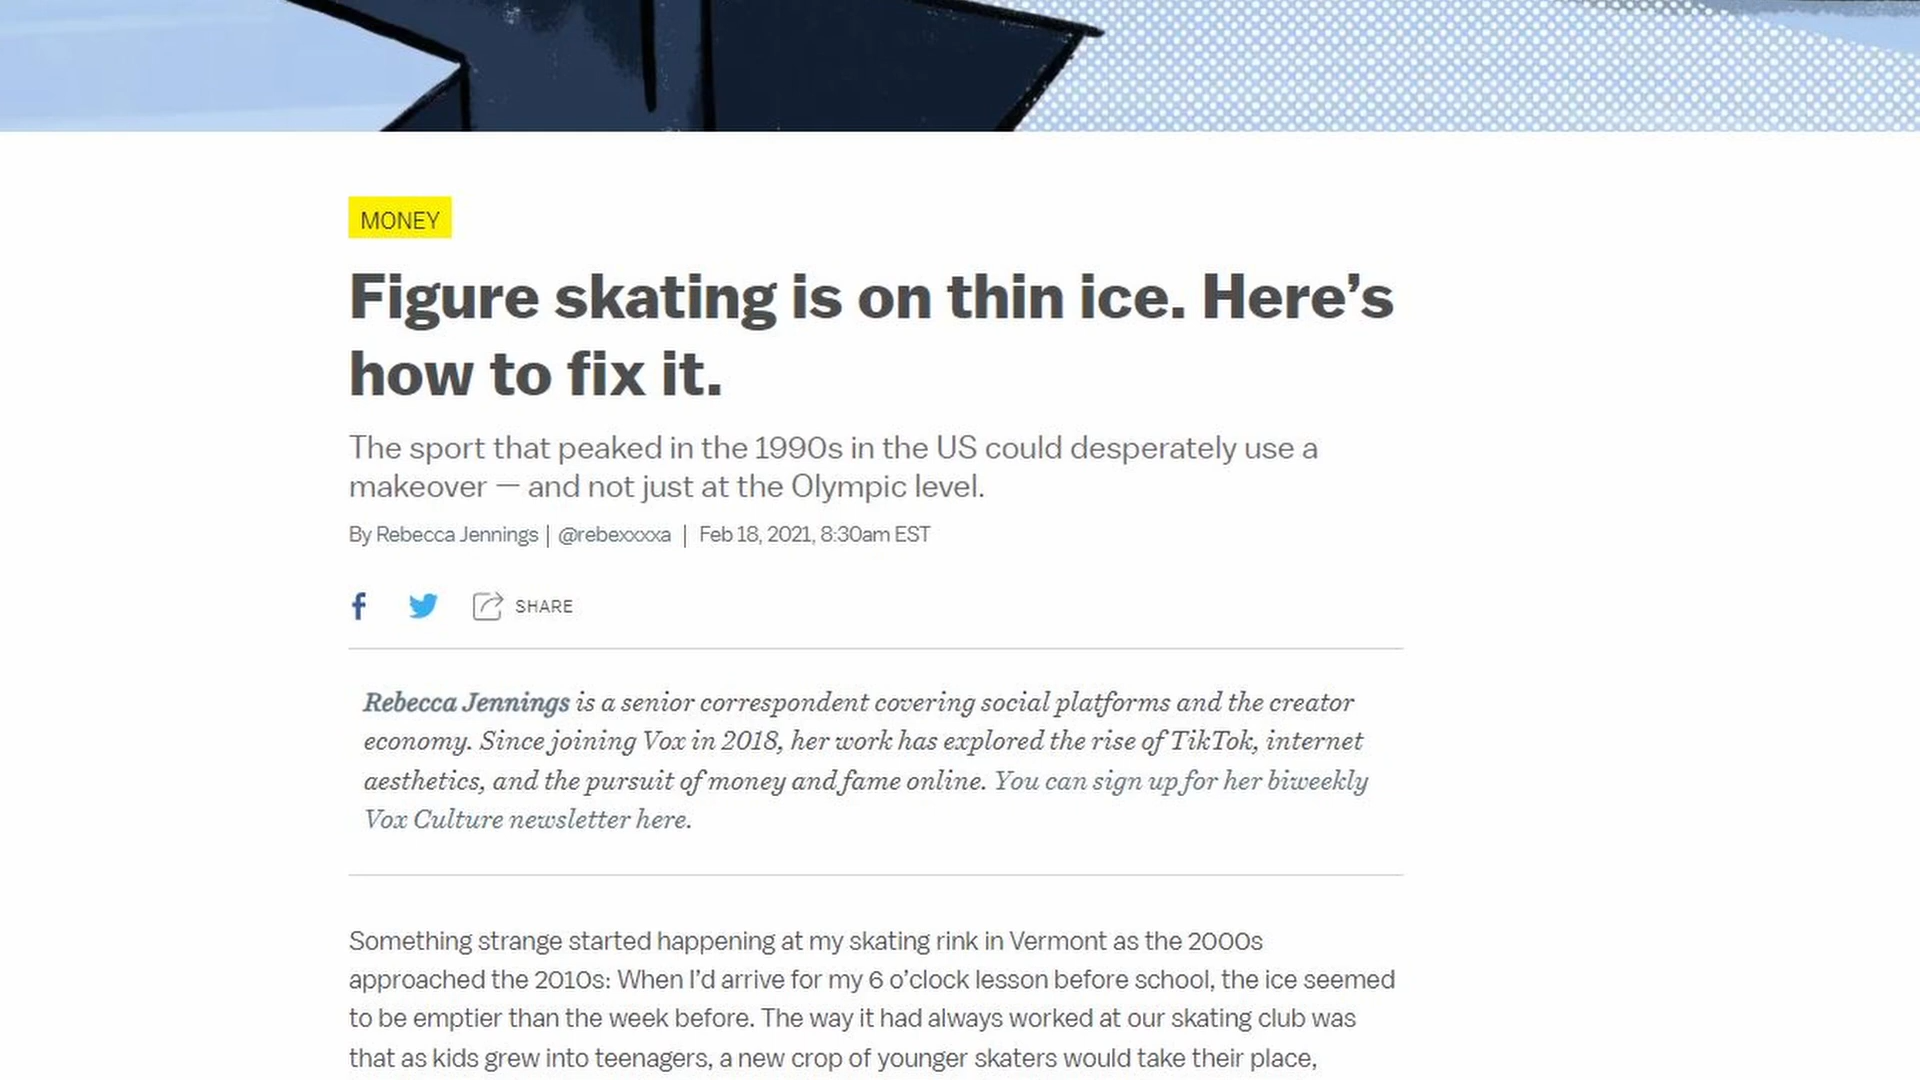 MONEY
Figure skating is on thin ice. Here’s
how to fix it.
The sport that peaked in the 1990s in the US could desperately use a
makeover — and not just at the Olympic level.
By Rebecca Jennings | @rebexxxxa | Feb 18, 2021, 8:30am EST
SHARE
Rebecca Jennings is a senior correspondent covering social platforms and the creator
economy. Since joining Vox in 2018, her work has explored the rise of TikTok, internet
aesthetics, and the pursuit of money and fame online. You can sign up for her biweekly
Vox Culture newsletter here.
Something strange started happening at my skating rink in Vermont as the 2000s
approached the 2010s: When I’d arrive for my 6 o’clock lesson before school, the ice seemed
to be emptier than the week before. The way it had always worked at our skating club was
that as kids grew into teenagers, a new crop of younger skaters would take their place,